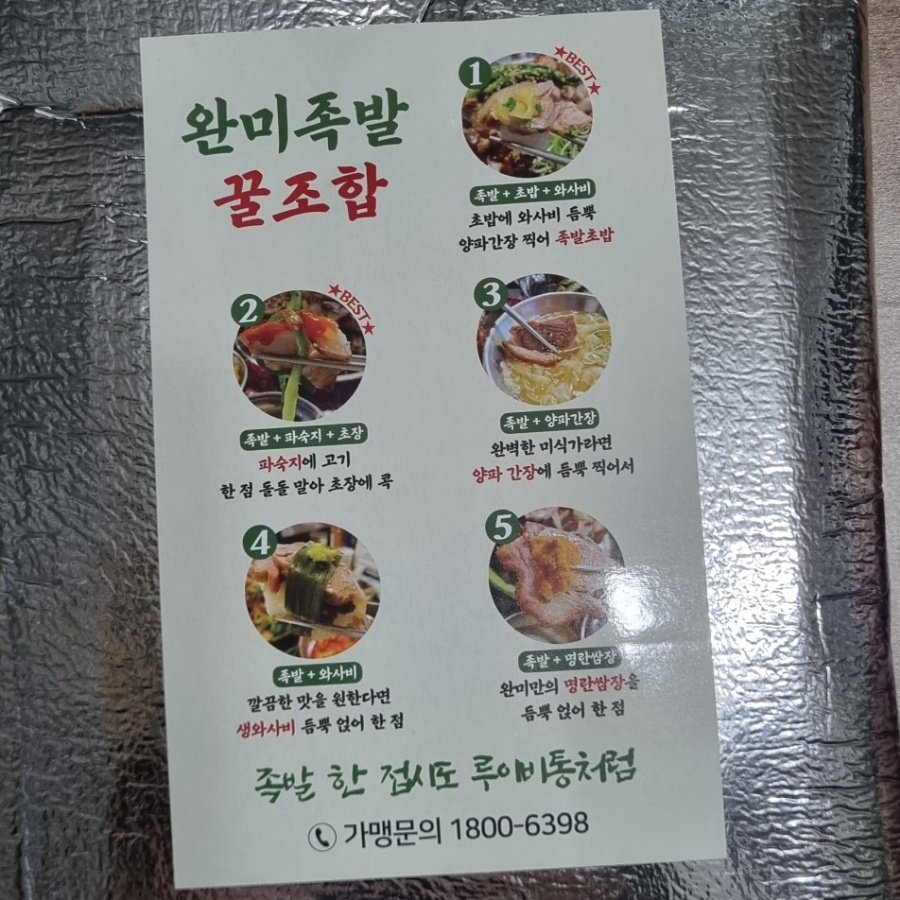 완미족발
꿀조합
1
★BEST★
족발 + 초밥 + 와사비
초밥에 와사비 듬뿍
양파간장 찍어 족발초밥
2
★BEST★
족발 + 파숙지 + 초장
파숙지에 고기
한 점 돌돌 말아 초장에 콕
3
족발 + 양파간장
완벽한 미식가라면
양파 간장에 듬뿍 찍어서
4
족발 + 와사비
깔끔한 맛을 원한다면
생와사비 듬뿍 얹어 한 점
5
족발 + 명란쌈장
완미만의 명란쌈장을
듬뿍 얹어 한 점
족발 한 접시도 루이비통처럼
가맹문의 1800-6398